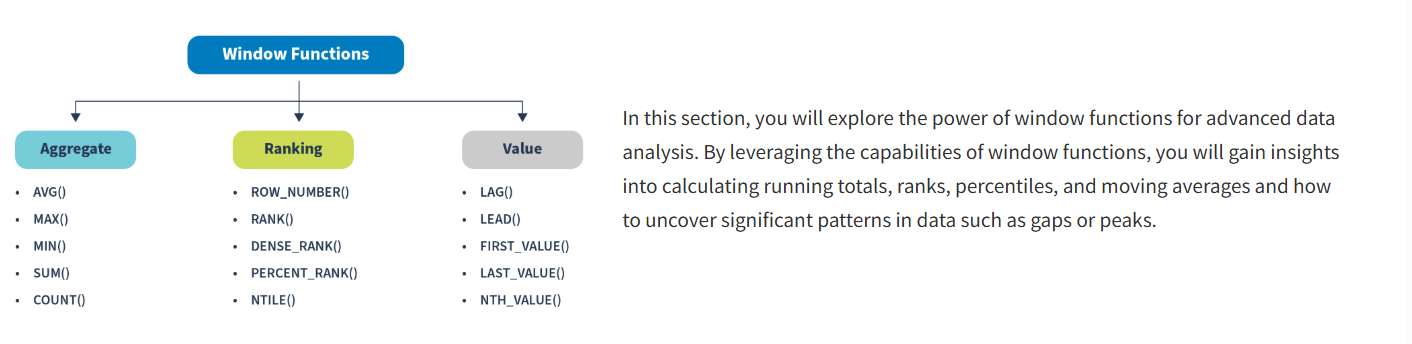 Window Functions
Aggregate
• AVG()
• MAX()
• MIN()
• SUM()
• COUNT()
Ranking
• ROW_NUMBER()
• RANK()
• DENSE_RANK()
• PERCENT_RANK()
• NTILE()
Value
• LAG()
• LEAD()
• FIRST_VALUE()
• LAST_VALUE()
• NTH_VALUE()
In this section, you will explore the power of window functions for advanced data
analysis. By leveraging the capabilities of window functions, you will gain insights
into calculating running totals, ranks, percentiles, and moving averages and how
to uncover significant patterns in data such as gaps or peaks.